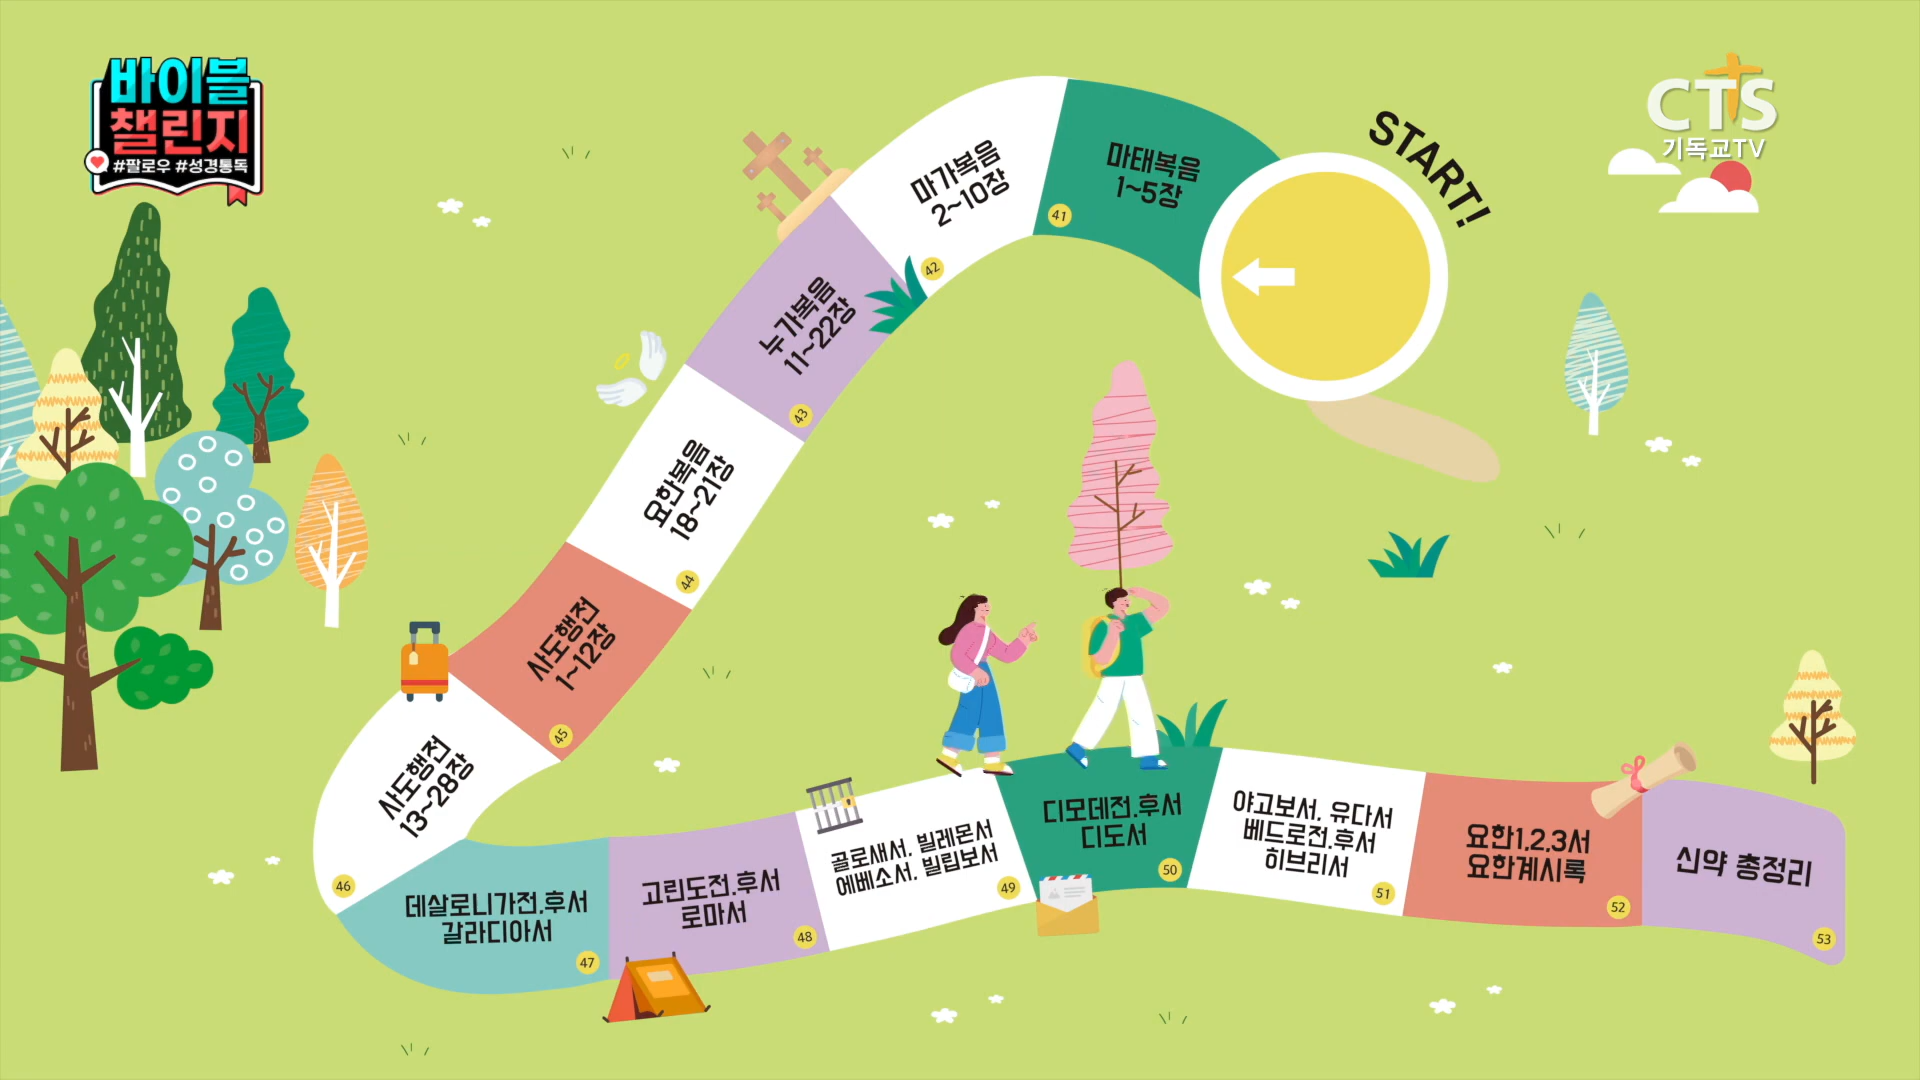 바이블
챌린지
#팔로우 #성경통독
CTS
기독교TV
START!
마태복음
1~5장
41
마가복음
2~10장
42
누가복음
11~22장
43
요한복음
18~21장
44
사도행전
1~12장
45
사도행전
13~28장
46
데살로니가전.후서
갈라디아서
47
고린도전.후서
로마서
48
골로새서, 빌레몬서
에베소서, 빌립보서
49
디모데전.후서
디도서
50
야고보서, 유다서
베드로전.후서
히브리서
51
요한1,2,3서
요한계시록
52
신약 총정리
53